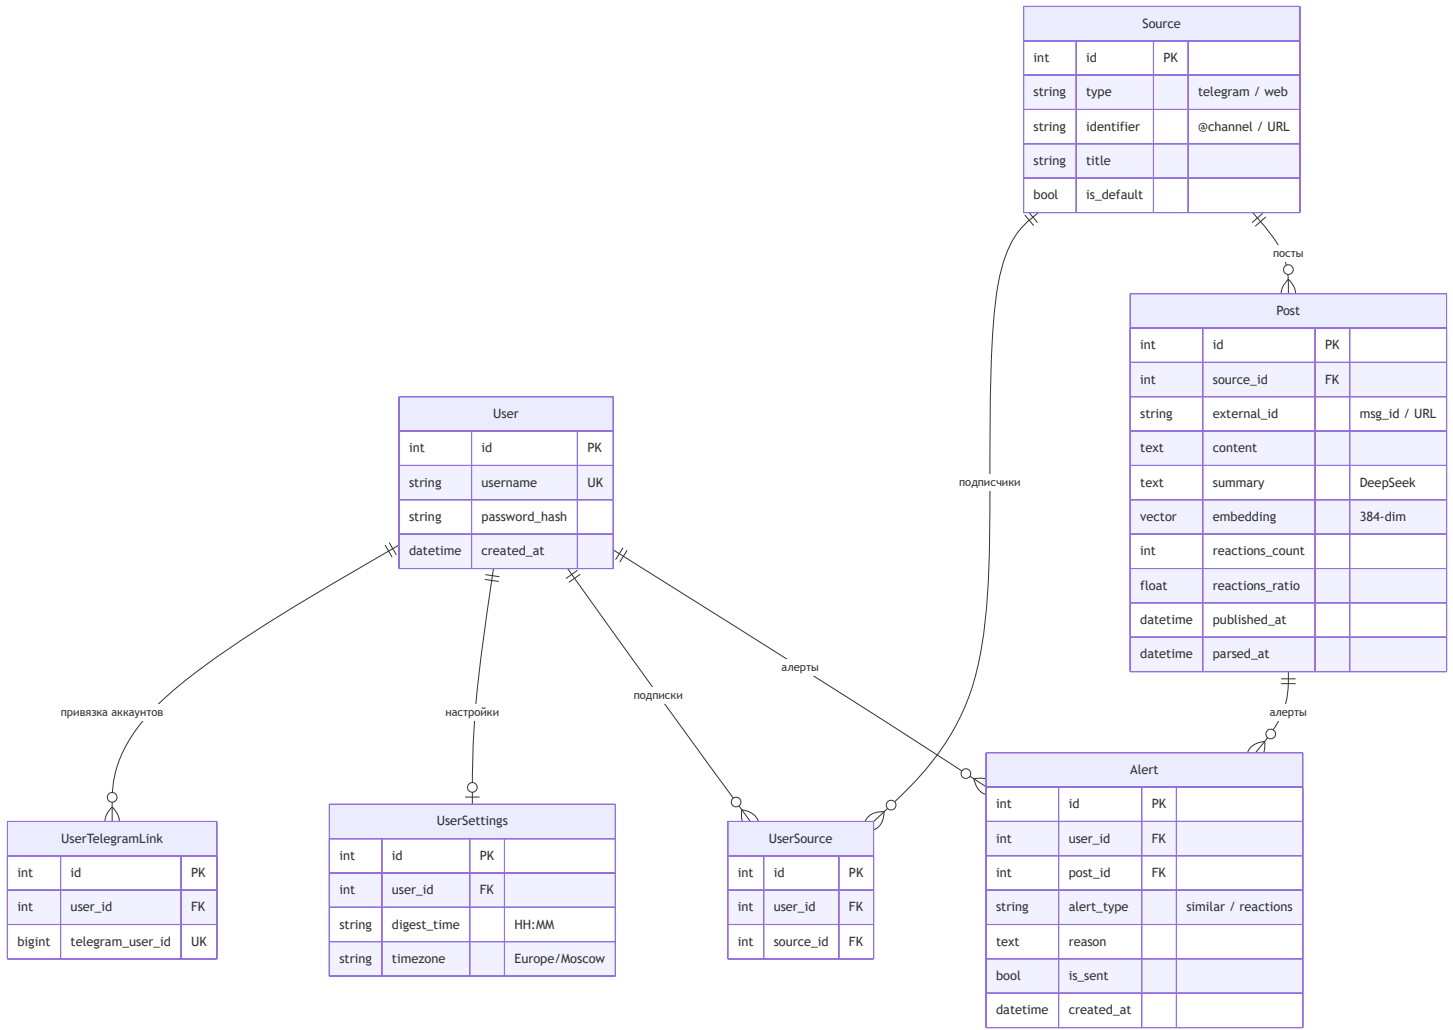 Source
int id PK
string type telegram / web
string identifier @channel / URL
string title
bool is_default
посты
Post
int id PK
int source_id FK
string external_id msg_id / URL
text content
text summary DeepSeek
vector embedding 384-dim
int reactions_count
float reactions_ratio
datetime published_at
datetime parsed_at
User
int id PK
string username UK
string password_hash
datetime created_at
подписчики
алерты
подписки
привязка аккаунтов
настройки
алерты
UserTelegramLink
int id PK
int user_id FK
bigint telegram_user_id UK
UserSettings
int id PK
int user_id FK
string digest_time HH:MM
string timezone Europe/Moscow
UserSource
int id PK
int user_id FK
int source_id FK
Alert
int id PK
int user_id FK
int post_id FK
string alert_type similar / reactions
text reason
bool is_sent
datetime created_at